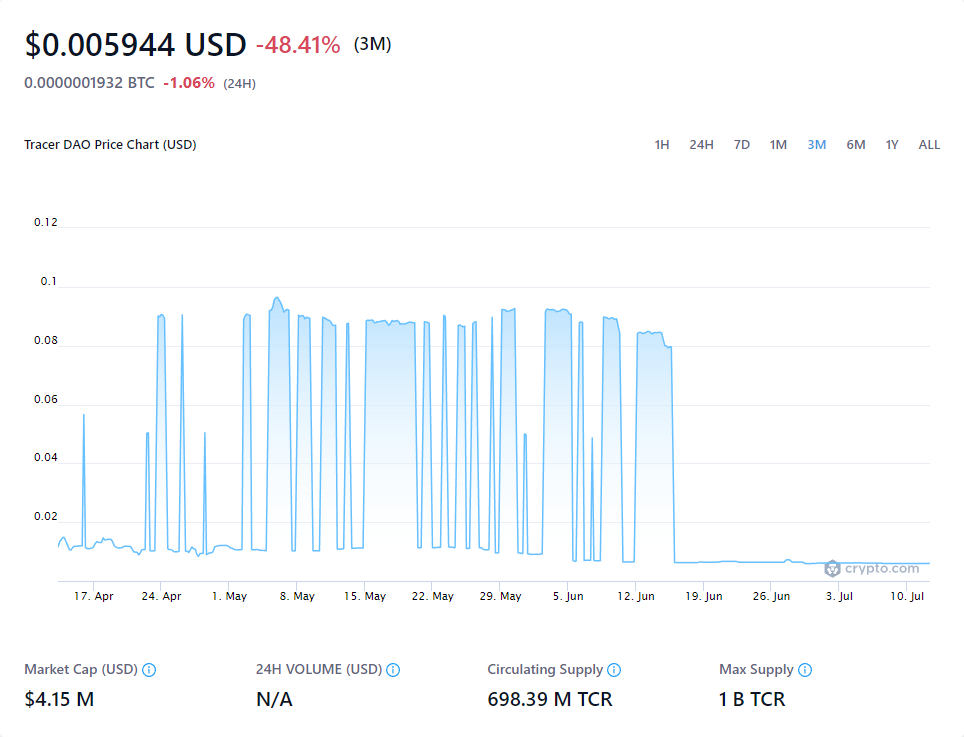 $0.005944 USD -48.41% (3M)
0.0000001932 BTC -1.06% (24H)
Tracer DAO Price Chart (USD) 1H 24H 7D 1M 3M 6M 1Y ALL
0.12
0.1
0.08
0.06
0.04
0.02
crypto.com
17. Apr 24. Apr 1. May 8. May 15. May 22. May 29. May 5. Jun 12. Jun 19. Jun 26. Jun 3. Jul 10. Jul
Market Cap (USD) 24H VOLUME (USD) Circulating Supply Max Supply
$4.15 M N/A 698.39 M TCR 1 B TCR